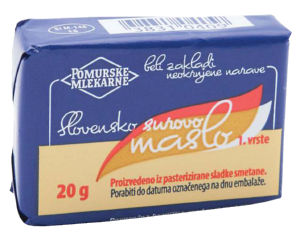 POMURSKE
MLEKARNE
beli zakladi
neokrnjene narave
Slovensko surovo
maslo
1. vrste
20 g
Proizvedeno iz pasterizirane sladke smetane.
Porabiti do datuma označenega na dnu embalaže.